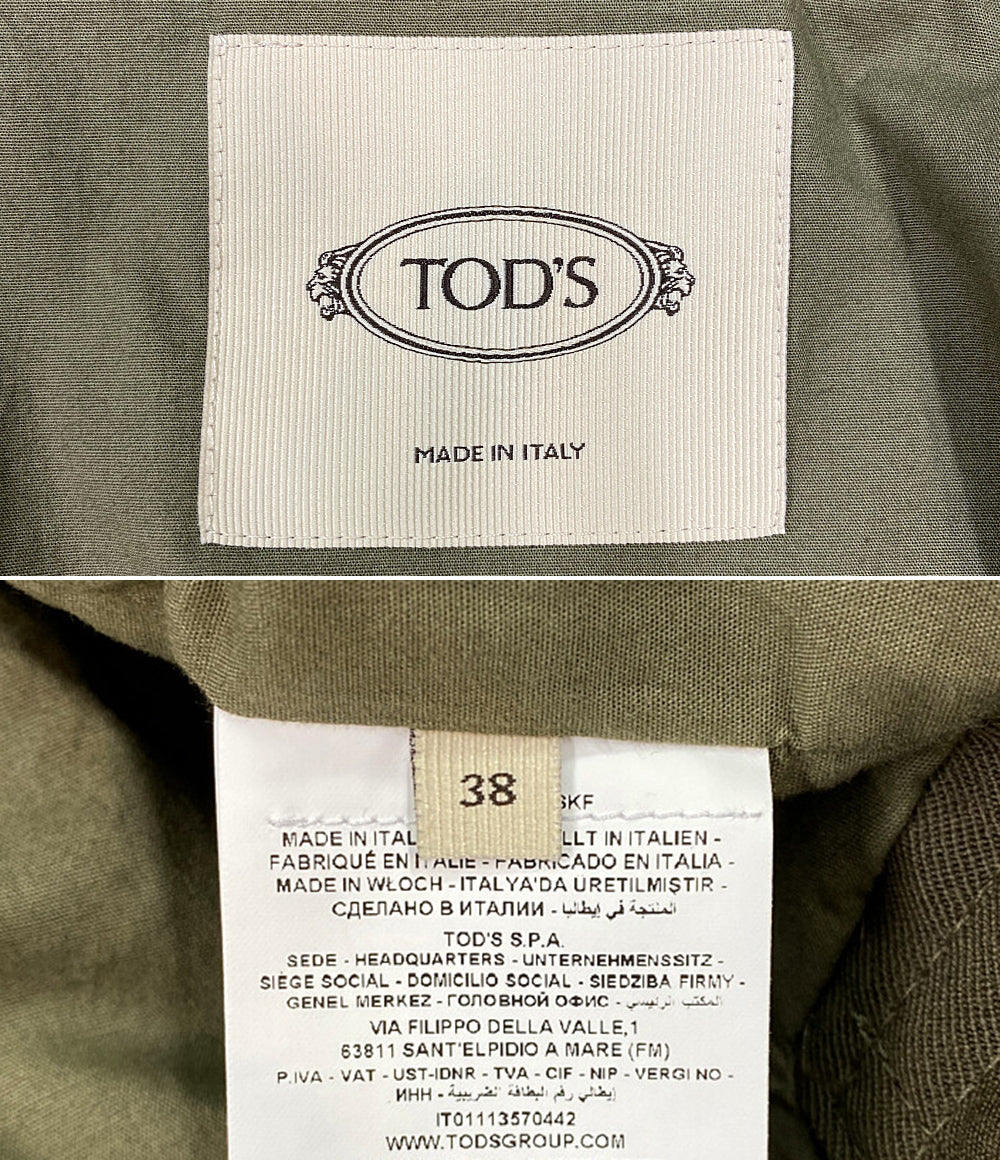 TOD'S
MADE IN ITALY
38
SKF
MADE IN ITAL LLT IN ITALIEN -
FABRIQUÉ EN ITALIE - FABRICADO EN ITALIA -
MADE IN WŁOCH - ITALYA'DA ÜRETILMIŞTIR -
СДЕЛАНО В ИТАЛИИ - المنتجة في إيطاليا
TOD'S S.P.A.
SEDE - HEADQUARTERS - UNTERNEHMENSSITZ -
SIÈGE SOCIAL - DOMICILIO SOCIAL - SIEDZIBA FIRMY -
GENEL MERKEZ - ГОЛОВНОЙ ОФИС - المكتب الرئيسي
VIA FILIPPO DELLA VALLE,1
63811 SANT'ELPIDIO A MARE (FM)
P.IVA - VAT - UST-IDNR - TVA - CIF - NIP - VERGI NO -
ИНН - إيطالي رقم البطاقة الضريبية
IT01113570442
WWW.TODSGROUP.COM